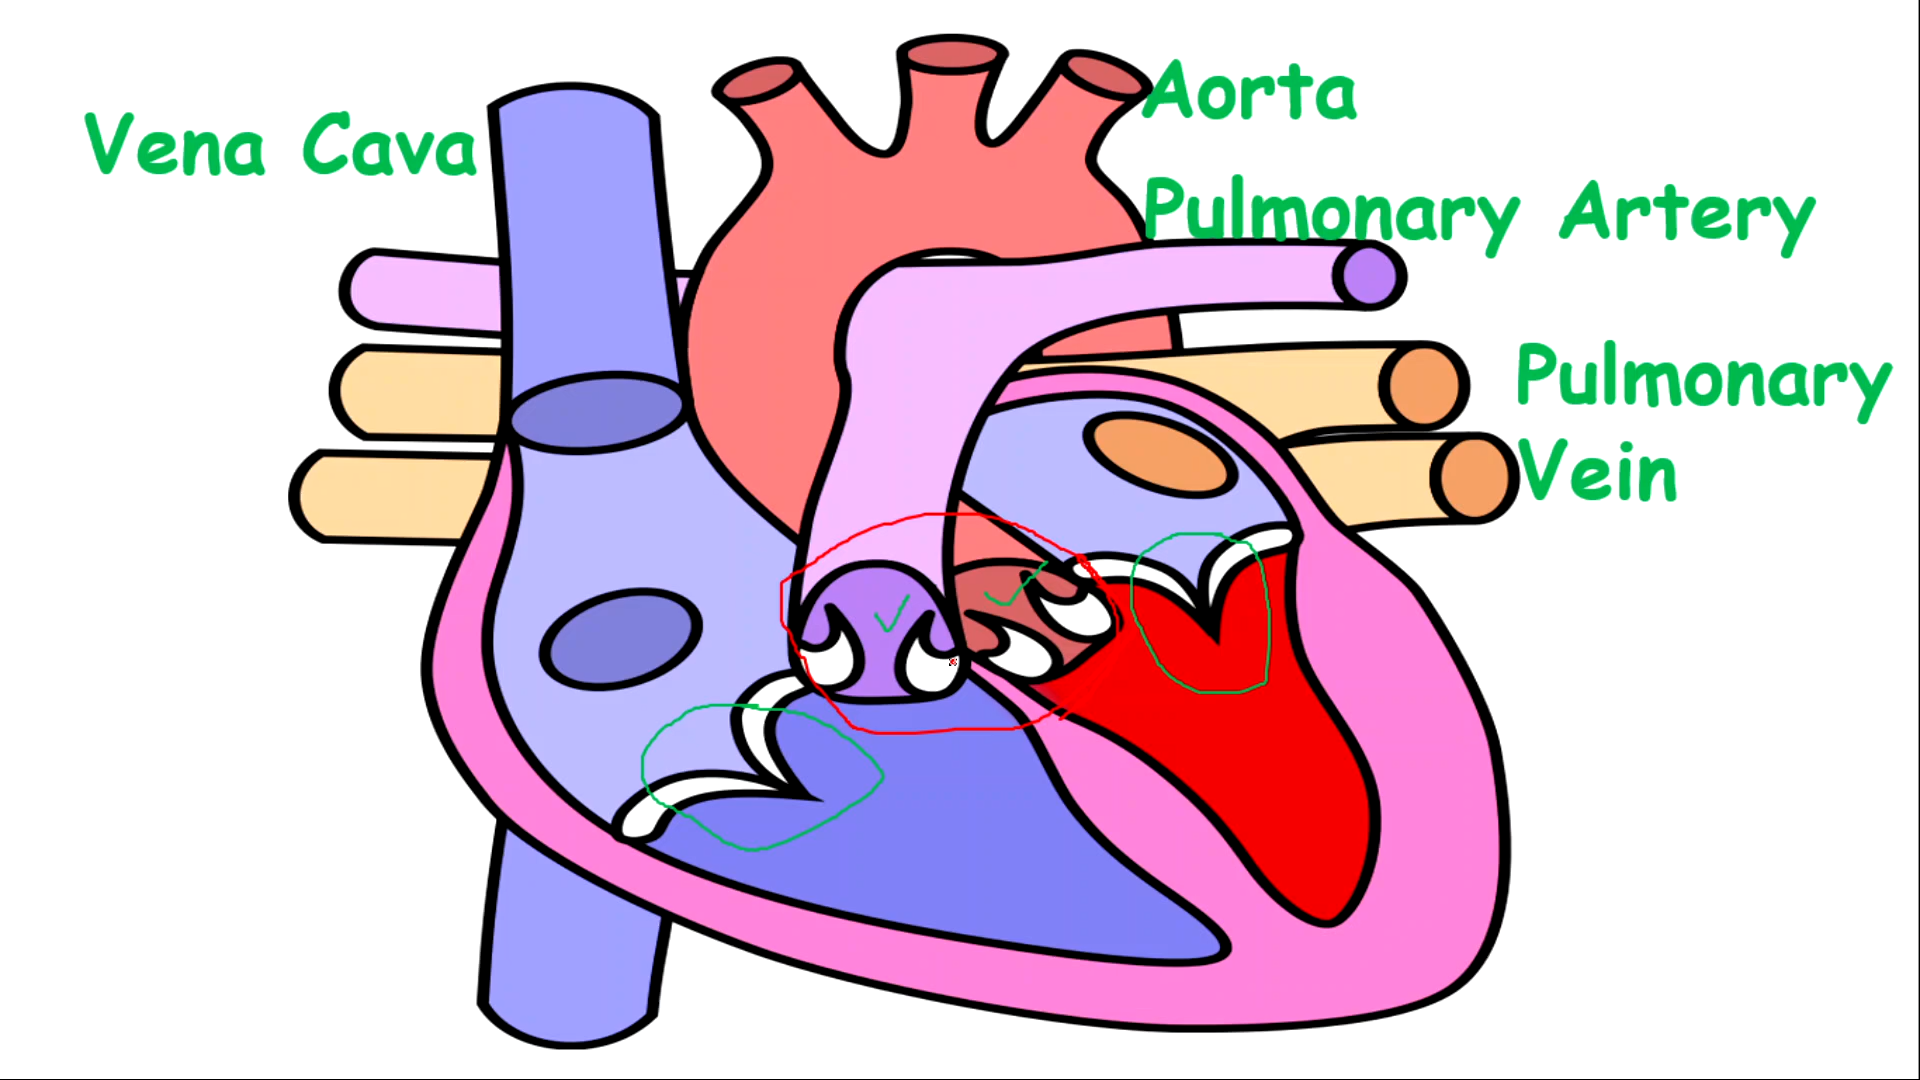 Vena Cava
Aorta
Pulmonary Artery
Pulmonary
Vein